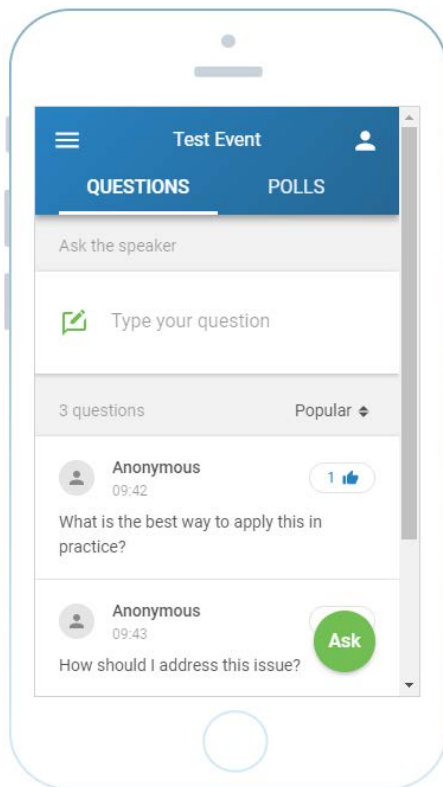 Test Event
QUESTIONS POLLS
Ask the speaker
Type your question
3 questions Popular
Anonymous
09:42
1
What is the best way to apply this in
practice?
Anonymous
09:43
Ask
How should I address this issue?